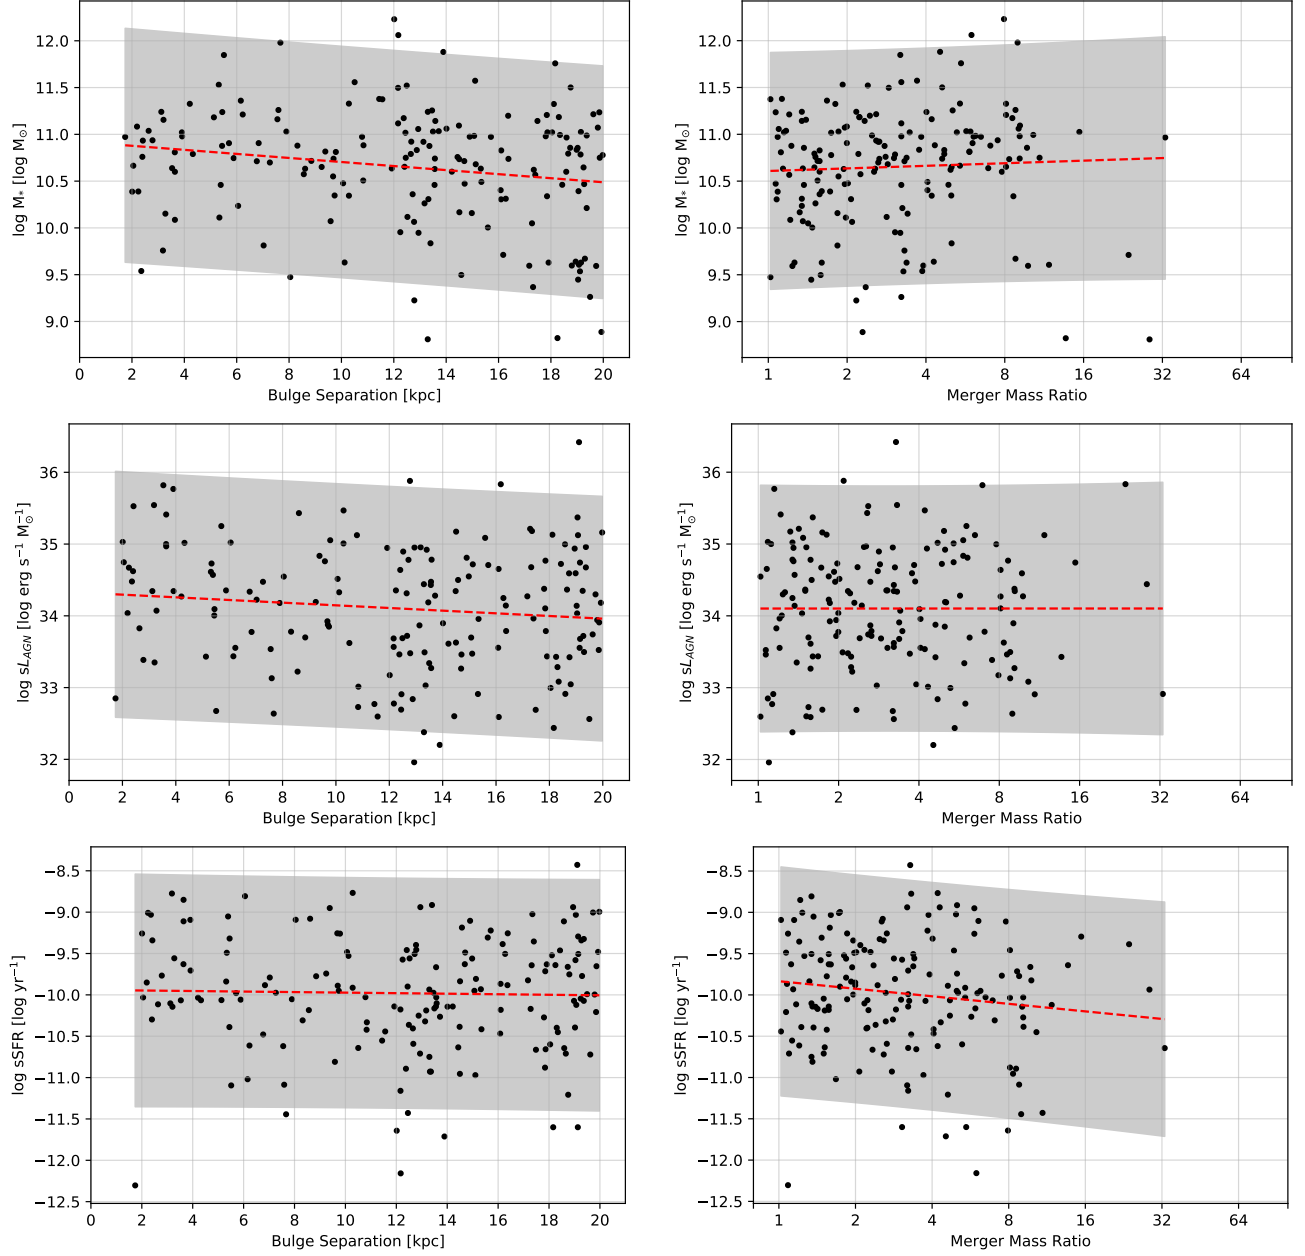 12.0
11.5
11.0
10.5
10.0
9.5
9.0
log M* [log M⊙]
0 2 4 6 8 10 12 14 16 18 20
Bulge Separation [kpc]
12.0
11.5
11.0
10.5
10.0
9.5
9.0
log M* [log M⊙]
1 2 4 8 16 32 64
Merger Mass Ratio
36
35
34
33
32
log sL_AGN [log erg s⁻¹ M⊙⁻¹]
0 2 4 6 8 10 12 14 16 18 20
Bulge Separation [kpc]
36
35
34
33
32
log sL_AGN [log erg s⁻¹ M⊙⁻¹]
1 2 4 8 16 32 64
Merger Mass Ratio
−8.5
−9.0
−9.5
−10.0
−10.5
−11.0
−11.5
−12.0
−12.5
log sSFR [log yr⁻¹]
0 2 4 6 8 10 12 14 16 18 20
Bulge Separation [kpc]
−8.5
−9.0
−9.5
−10.0
−10.5
−11.0
−11.5
−12.0
−12.5
log sSFR [log yr⁻¹]
1 2 4 8 16 32 64
Merger Mass Ratio